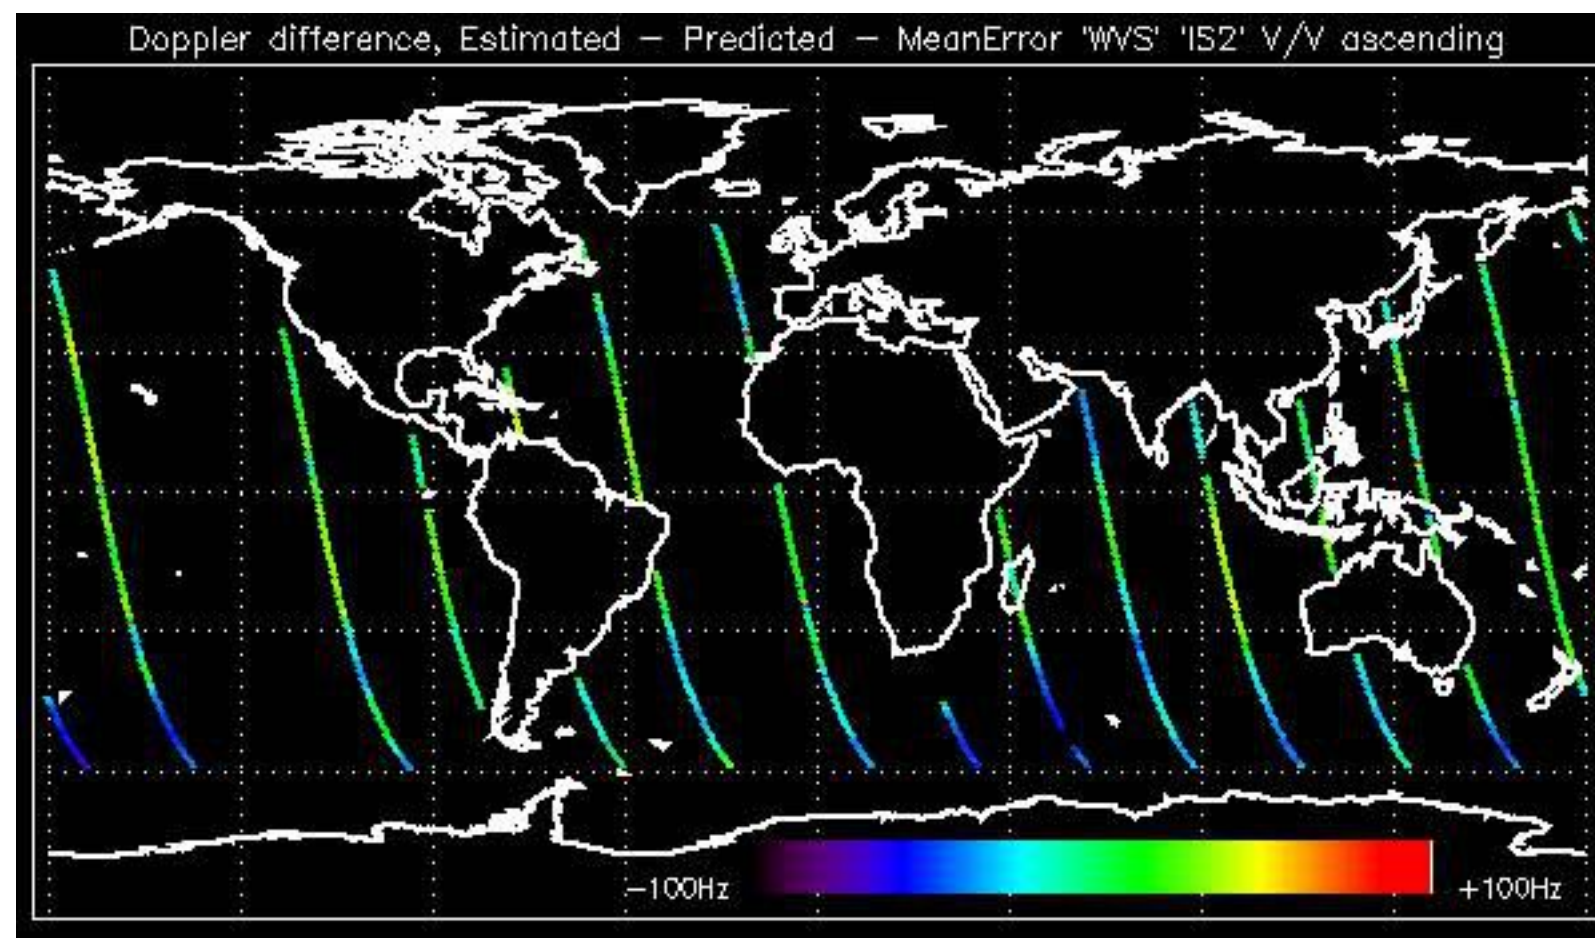 Doppler difference, Estimated − Predicted − MeanError 'WVS' 'IS2' V/V ascending
−100Hz
+100Hz